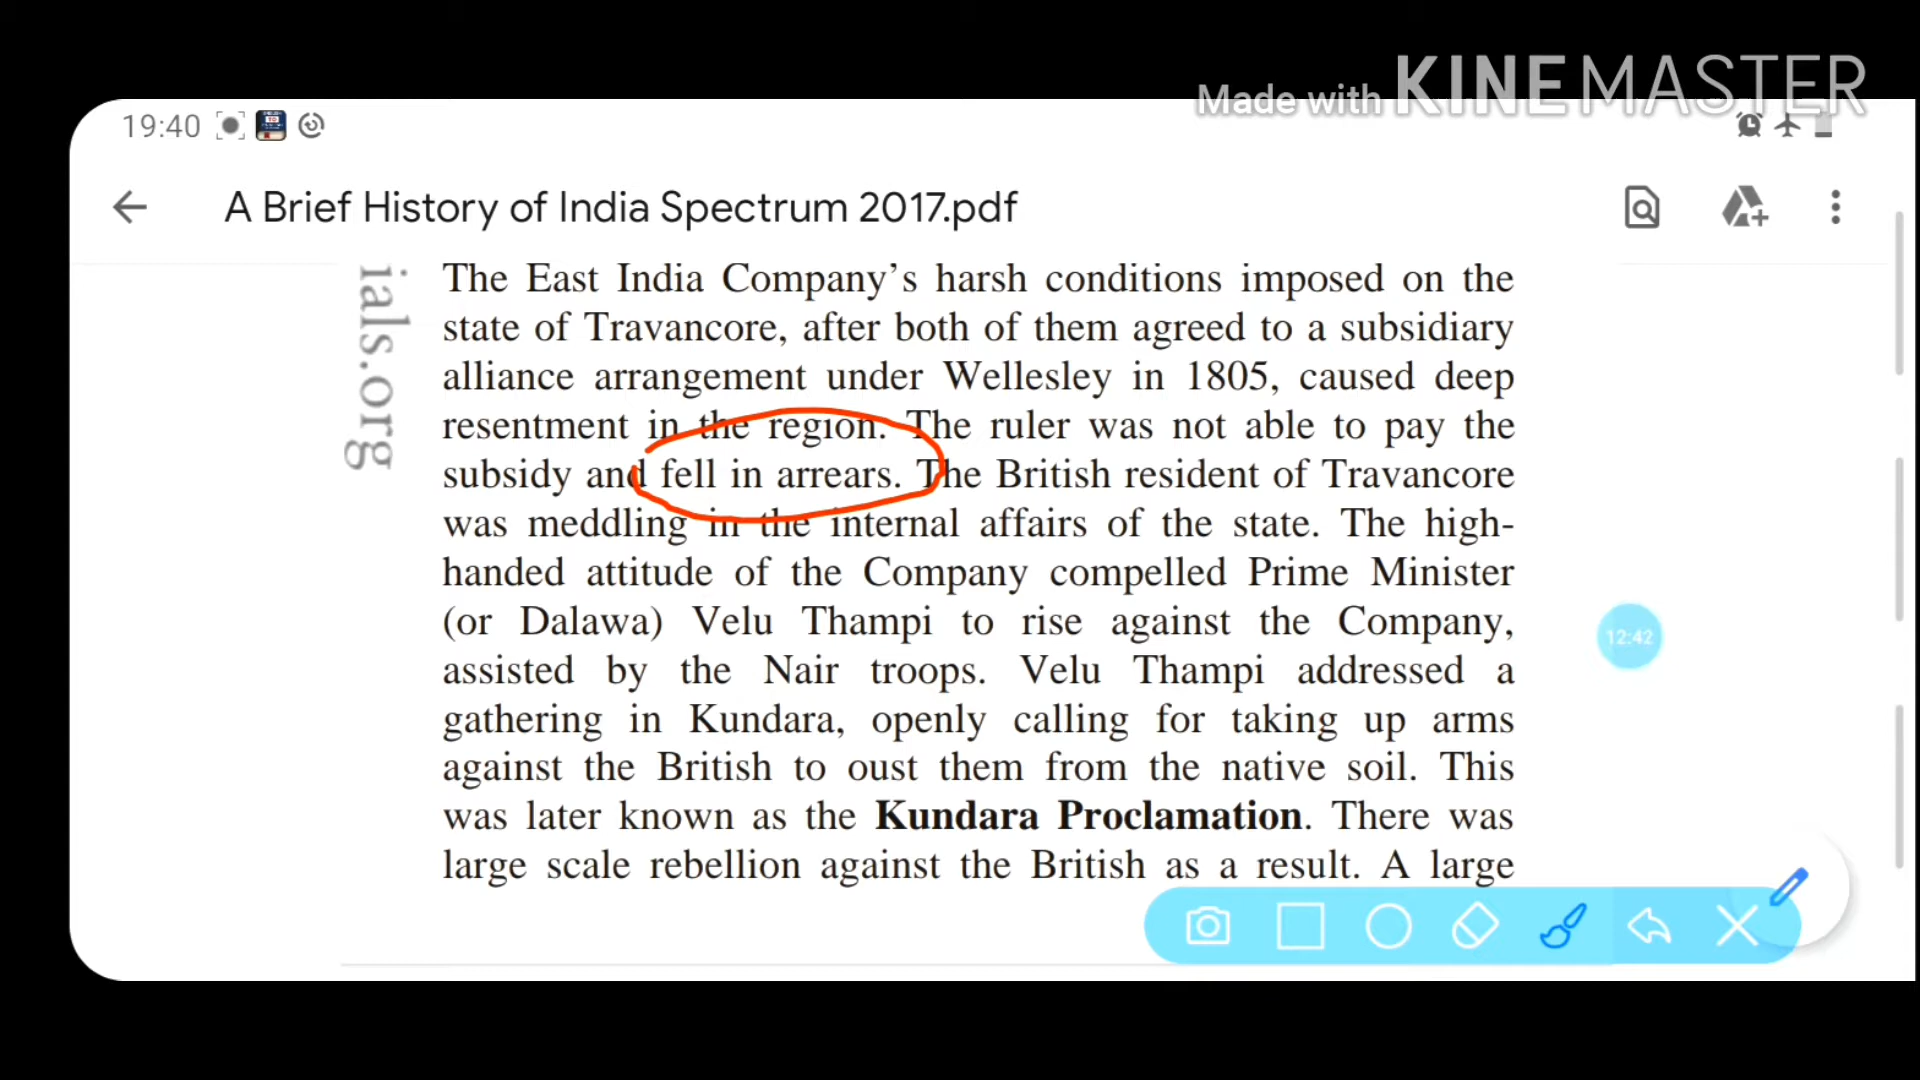 Made with KINEMASTER
19:40
A Brief History of India Spectrum 2017.pdf
ials.org
The East India Company's harsh conditions imposed on the
state of Travancore, after both of them agreed to a subsidiary
alliance arrangement under Wellesley in 1805, caused deep
resentment in the region. The ruler was not able to pay the
subsidy and fell in arrears. The British resident of Travancore
was meddling in the internal affairs of the state. The high-
handed attitude of the Company compelled Prime Minister
(or Dalawa) Velu Thampi to rise against the Company,
assisted by the Nair troops. Velu Thampi addressed a
gathering in Kundara, openly calling for taking up arms
against the British to oust them from the native soil. This
was later known as the Kundara Proclamation. There was
large scale rebellion against the British as a result. A large
12:42